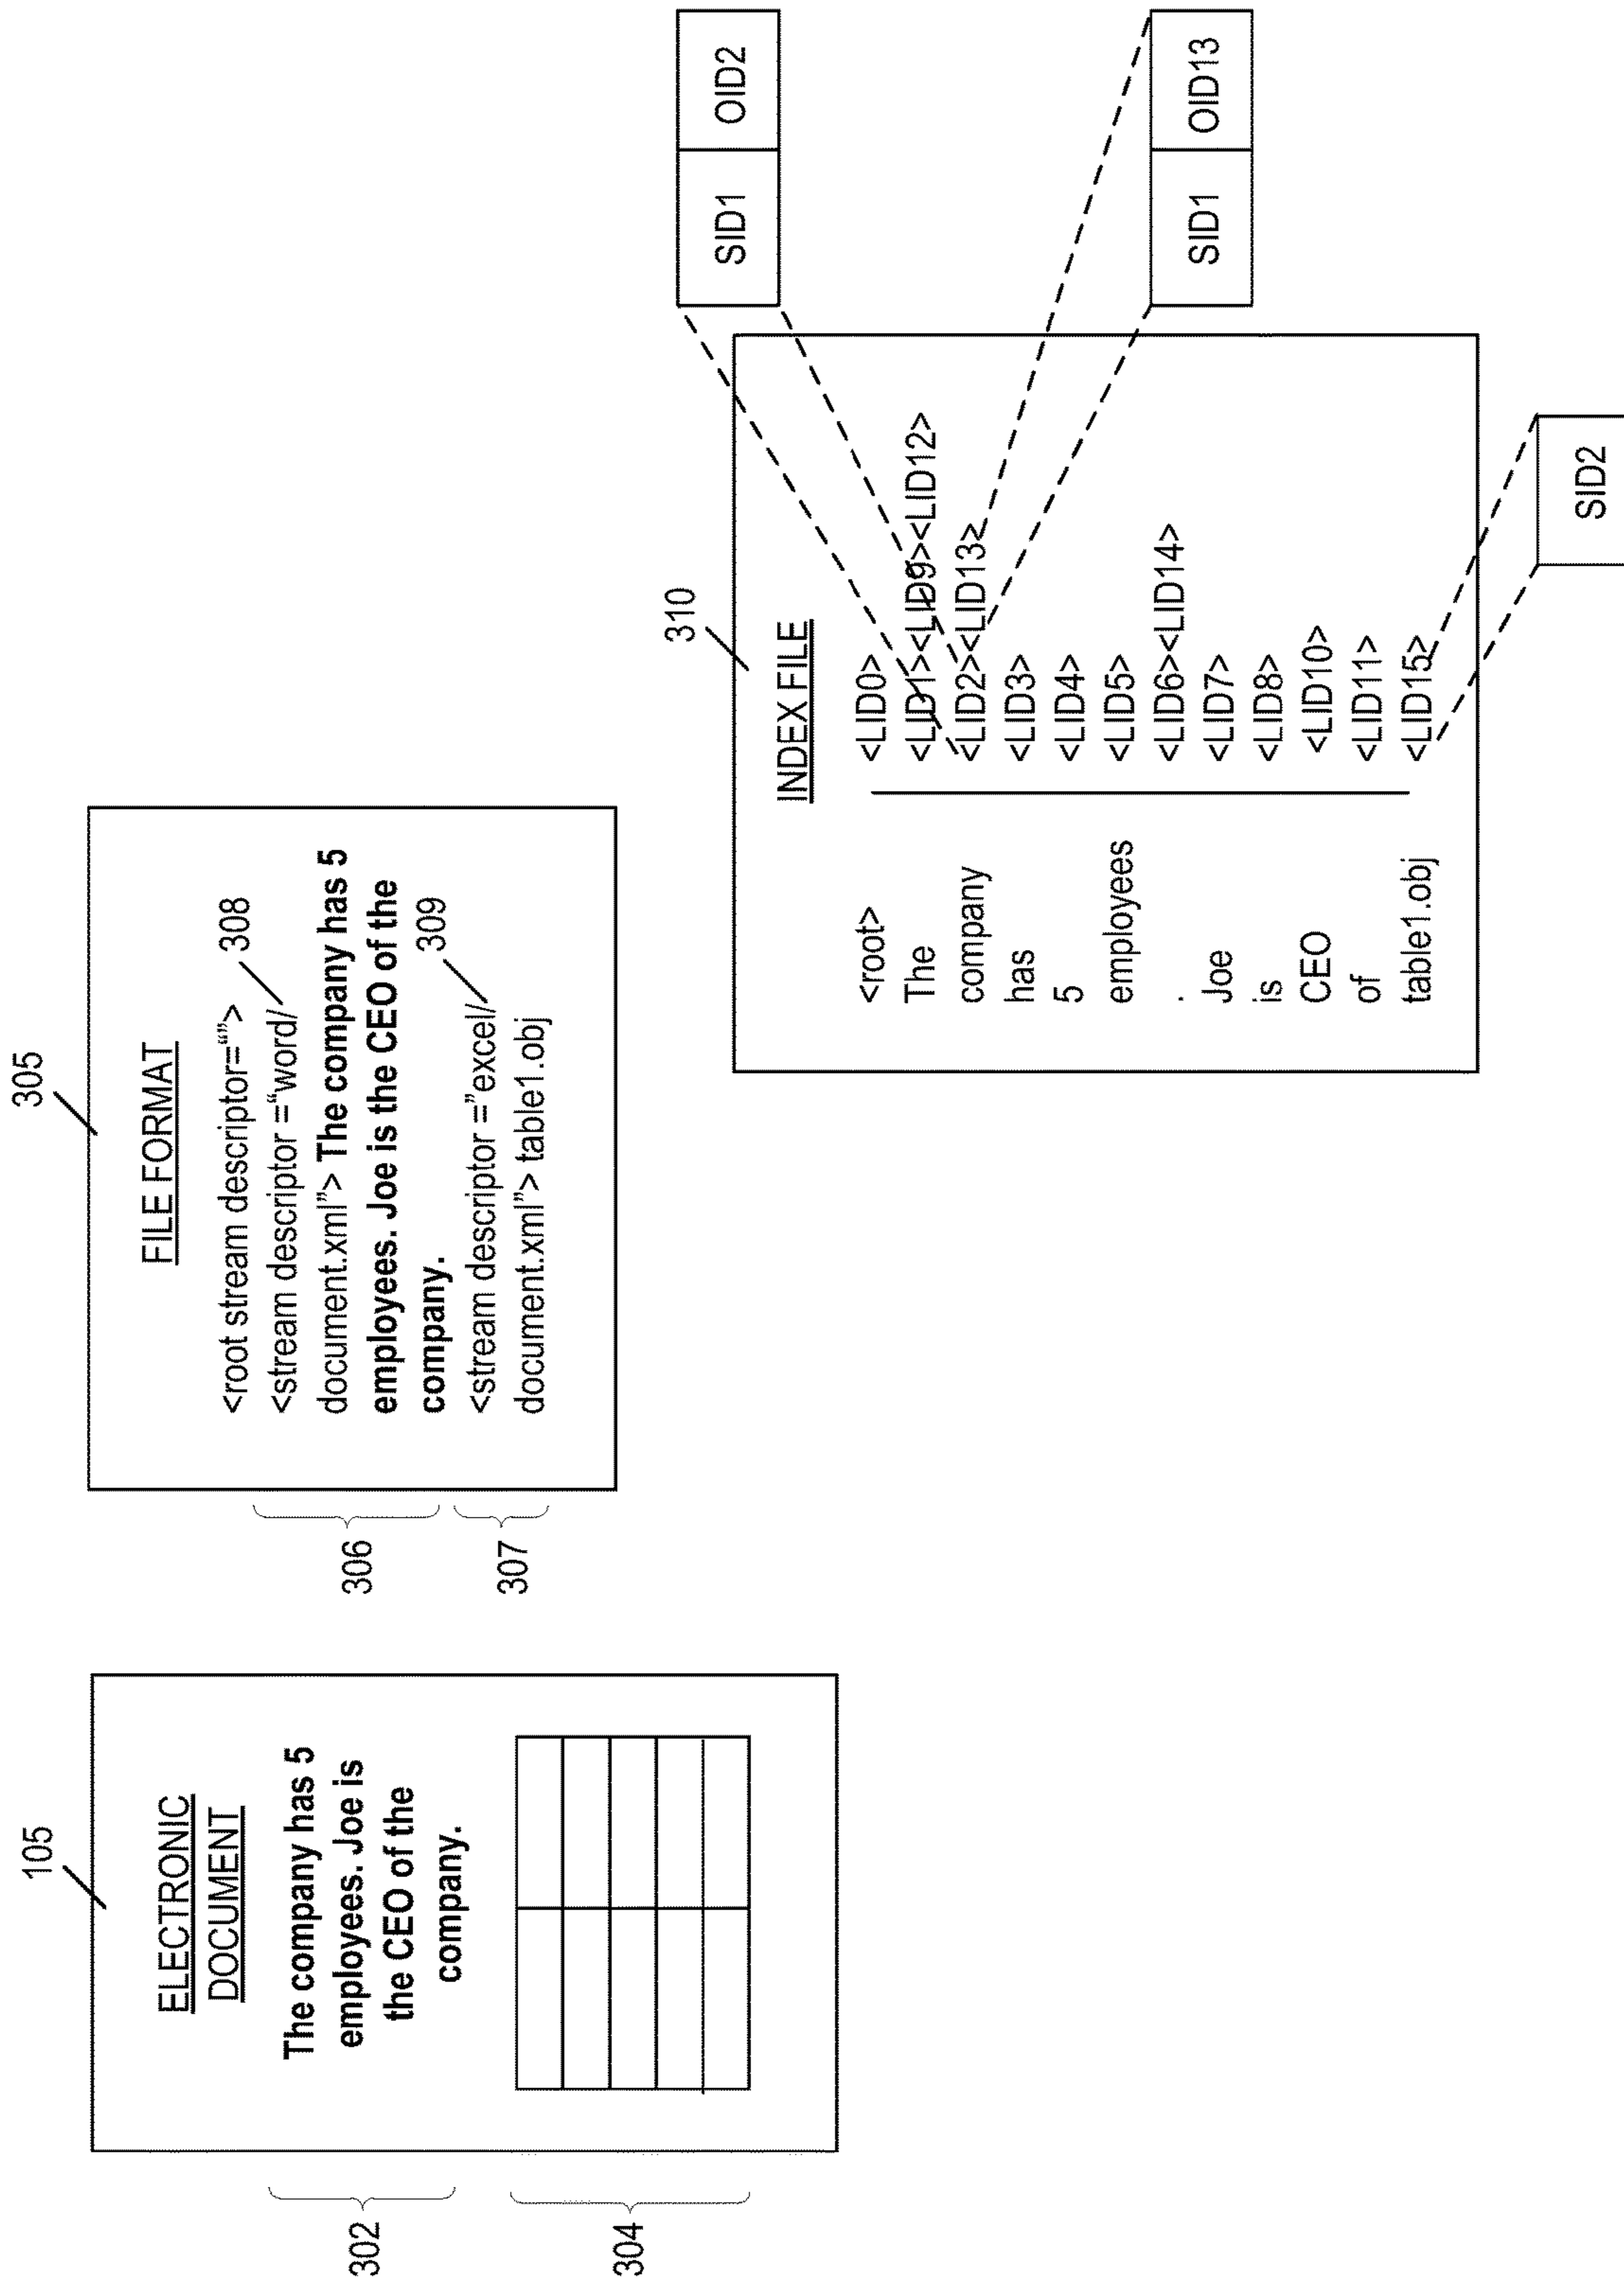 105
ELECTRONIC
DOCUMENT
The company has 5
employees. Joe is
the CEO of the
company.
302
304
305
FILE FORMAT
<root stream descriptor=“”>
<stream descriptor =“word/
308
document.xml”> The company has 5
employees. Joe is the CEO of the
company.
309
<stream descriptor =”excel/
document.xml”> table1.obj
306
307
310
INDEX FILE
<root> <LID0>
The <LID1><LID9><LID12>
company <LID2><LID13>
has <LID3>
5 <LID4>
employees <LID5>
. <LID6><LID14>
Joe <LID7>
is <LID8>
CEO <LID10>
of <LID11>
table1.obj <LID15>
SID1 OID2
SID1 OID13
SID2